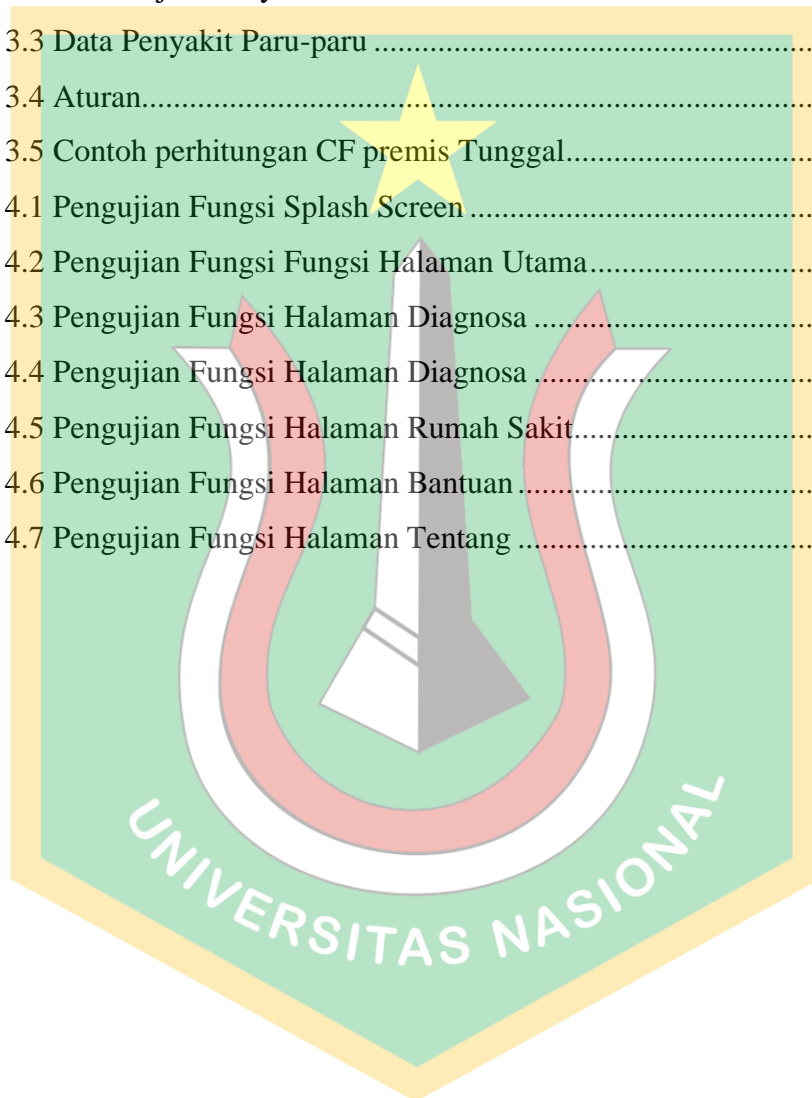 3.3 Data Penyakit Paru-paru ..........................................................................
3.4 Aturan...................................................................................................
3.5 Contoh perhitungan CF premis Tunggal..........................................
4.1 Pengujian Fungsi Splash Screen ..........................................................
4.2 Pengujian Fungsi Fungsi Halaman Utama.......................................
4.3 Pengujian Fungsi Halaman Diagnosa ................................................
4.4 Pengujian Fungsi Halaman Diagnosa ................................................
4.5 Pengujian Fungsi Halaman Rumah Sakit.........................................
4.6 Pengujian Fungsi Halaman Bantuan ..................................................
4.7 Pengujian Fungsi Halaman Tentang ..................................................
UNIVERSITAS NASIONAL